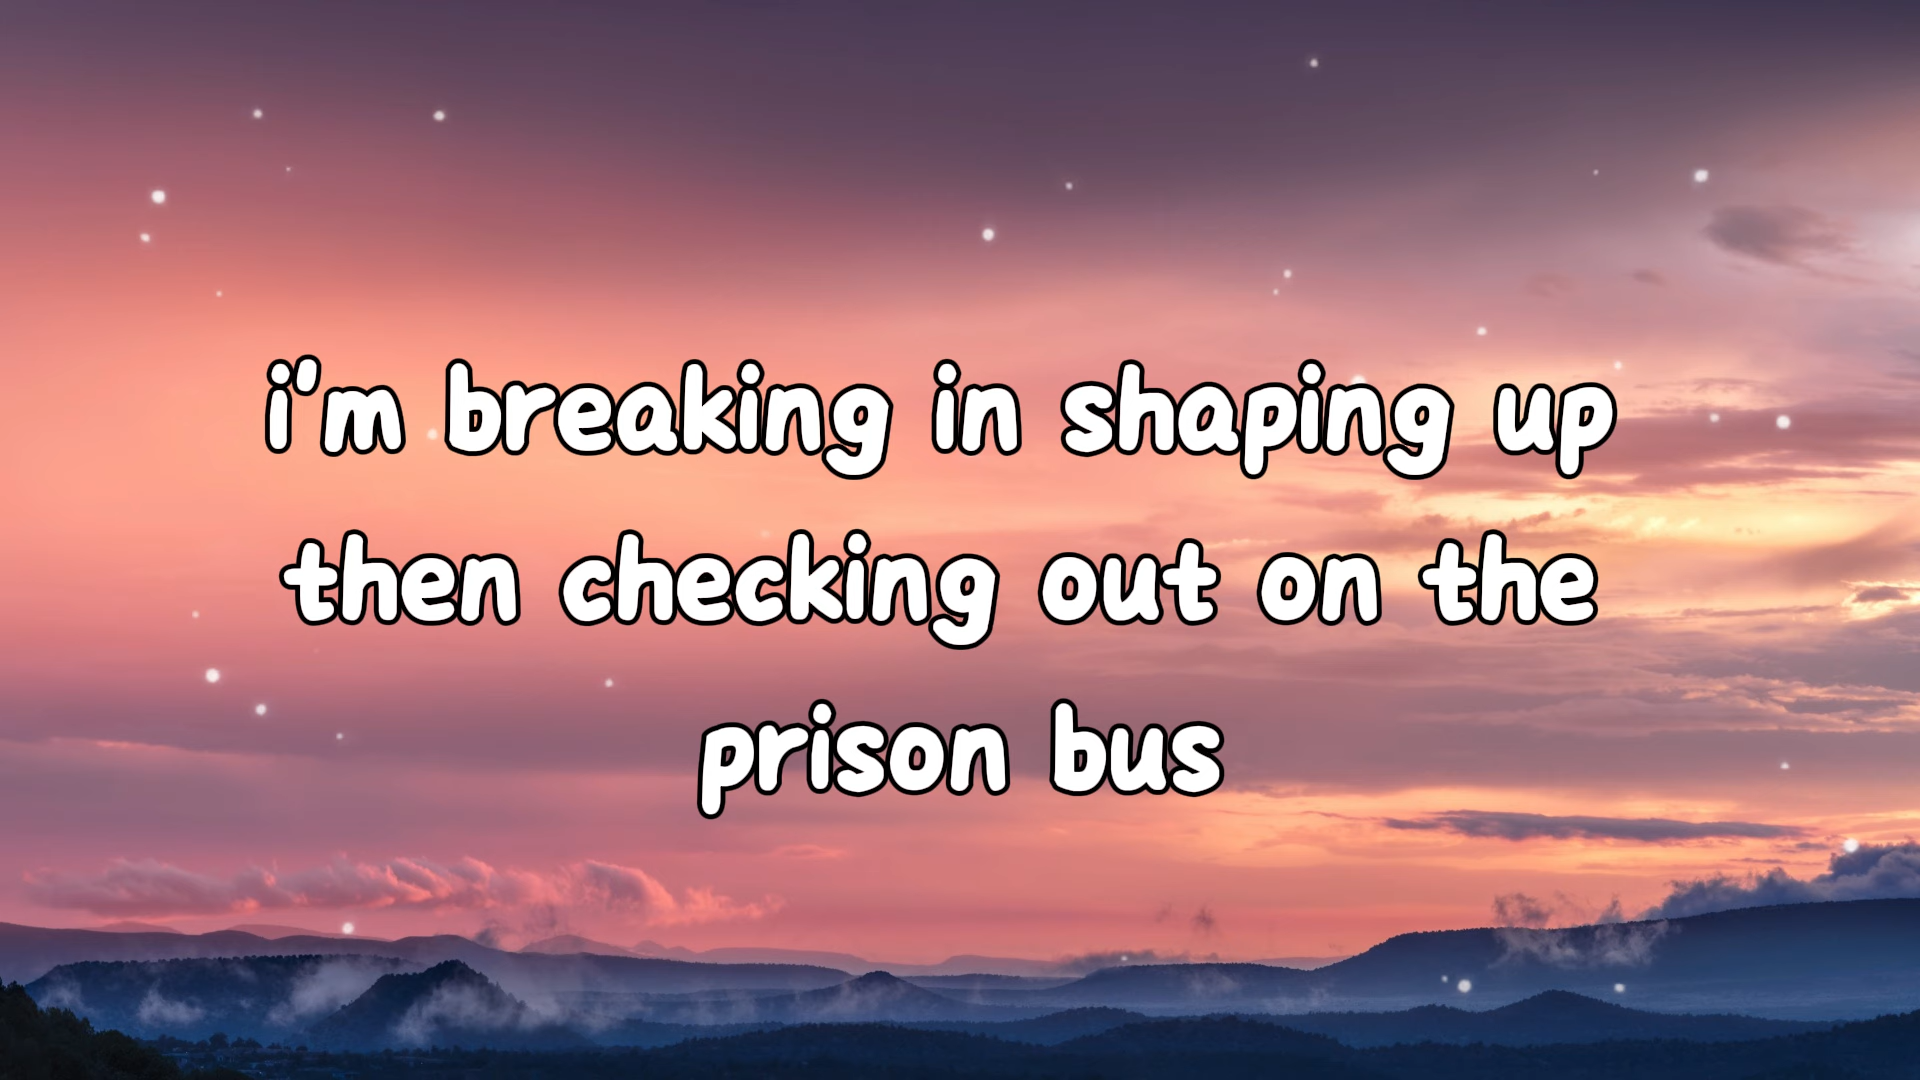 i'm breaking in shaping up
then checking out on the
prison bus